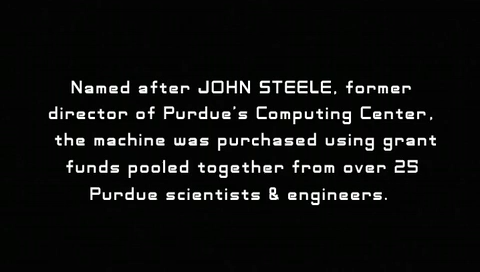 Named after JOHN STEELE, former
director of Purdue's Computing Center,
the machine was purchased using grant
funds pooled together from over 25
Purdue scientists & engineers.